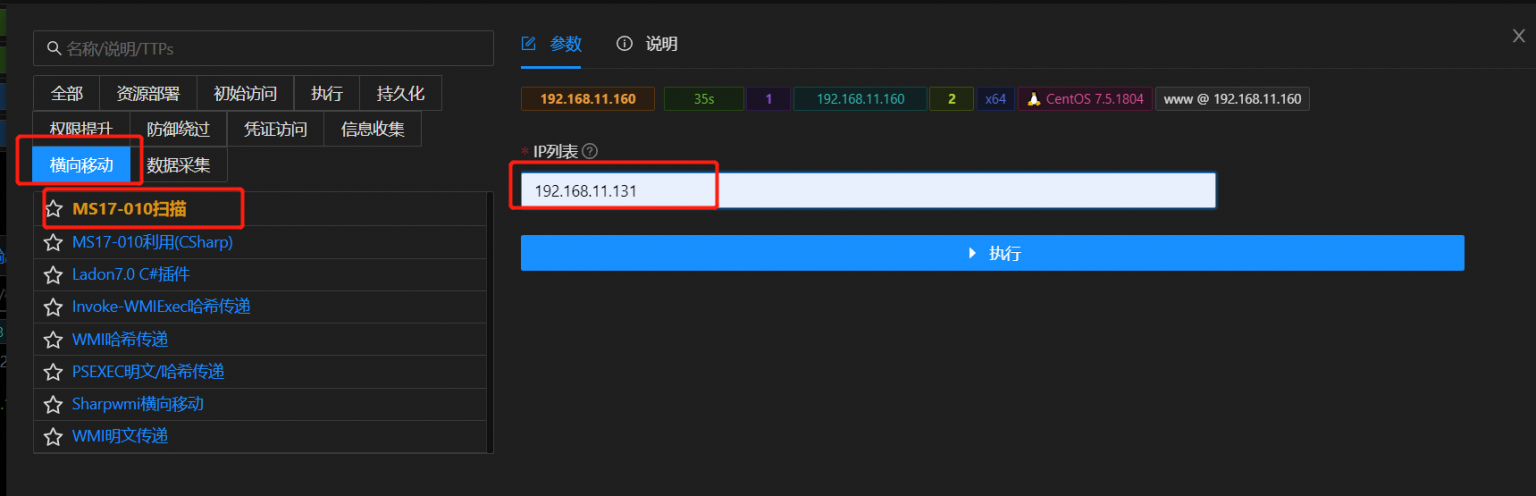 名称/说明/TTPs
全部 资源部署 初始访问 执行 持久化
权限提升 防御绕过 凭证访问 信息收集
横向移动 数据采集
MS17-010扫描
MS17-010利用(CSharp)
Ladon7.0 C#插件
Invoke-WMIExec哈希传递
WMI哈希传递
PSEXEC明文/哈希传递
Sharpwmi横向移动
WMI明文传递
参数 说明
192.168.11.160 35s 1 192.168.11.160 2 x64 CentOS 7.5.1804 www @ 192.168.11.160
* IP列表
192.168.11.131
执行